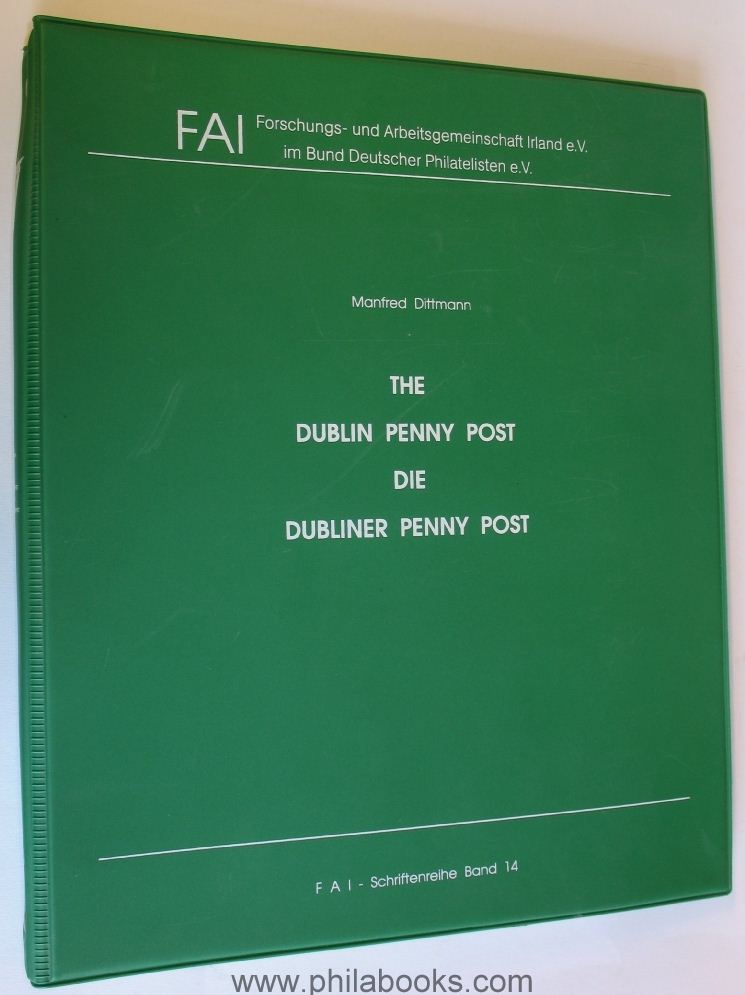 FAI Forschungs- und Arbeitsgemeinschaft Irland e.V.
im Bund Deutscher Philatelisten e.V.
Manfred Dittmann
THE
DUBLIN PENNY POST
DIE
DUBLINER PENNY POST
F A I - Schriftenreihe Band 14
www.philabooks.com